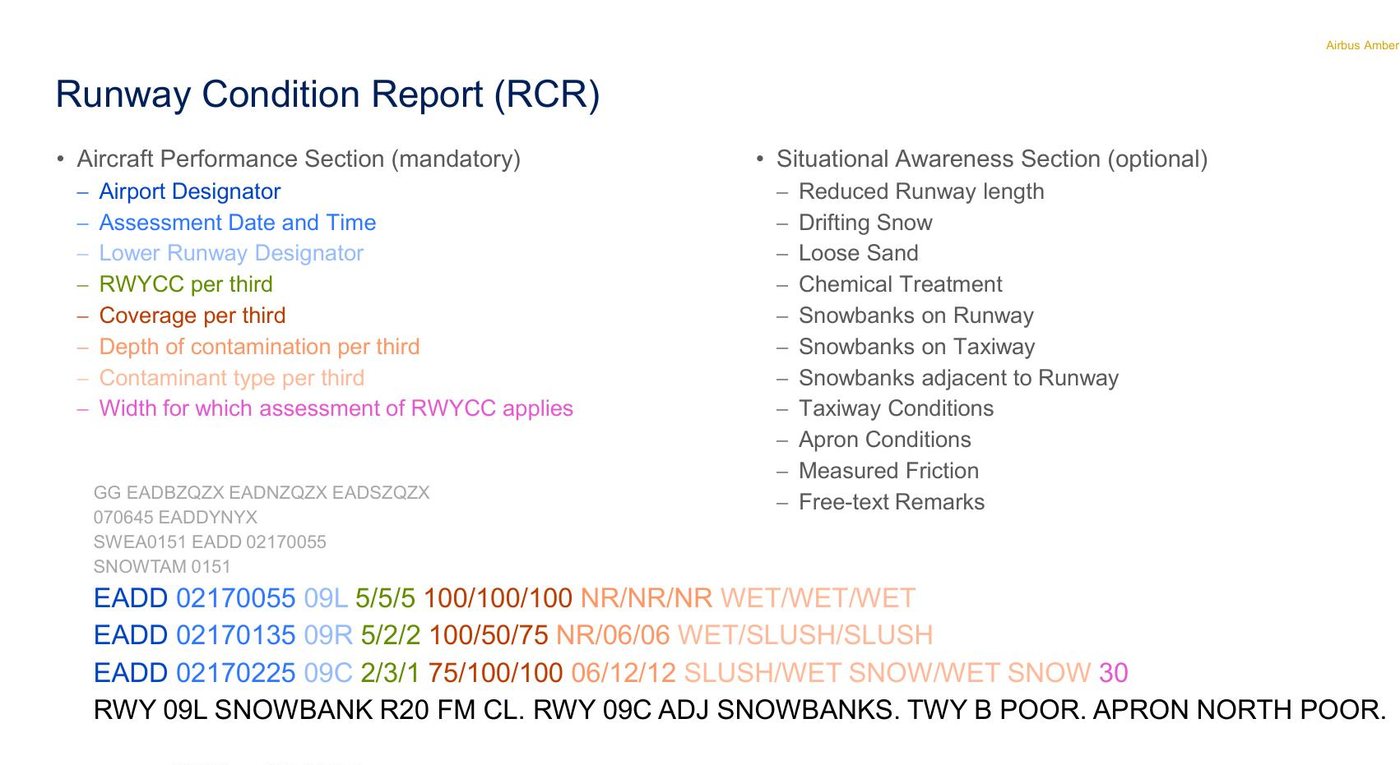 Airbus Amber
Runway Condition Report (RCR)
• Aircraft Performance Section (mandatory)
– Airport Designator
– Assessment Date and Time
– Lower Runway Designator
– RWYCC per third
– Coverage per third
– Depth of contamination per third
– Contaminant type per third
– Width for which assessment of RWYCC applies
• Situational Awareness Section (optional)
– Reduced Runway length
– Drifting Snow
– Loose Sand
– Chemical Treatment
– Snowbanks on Runway
– Snowbanks on Taxiway
– Snowbanks adjacent to Runway
– Taxiway Conditions
– Apron Conditions
– Measured Friction
– Free-text Remarks
GG EADBZQZX EADNZQZX EADSZQZX
070645 EADDYNYX
SWEA0151 EADD 02170055
SNOWTAM 0151
EADD 02170055 09L 5/5/5 100/100/100 NR/NR/NR WET/WET/WET
EADD 02170135 09R 5/2/2 100/50/75 NR/06/06 WET/SLUSH/SLUSH
EADD 02170225 09C 2/3/1 75/100/100 06/12/12 SLUSH/WET SNOW/WET SNOW 30
RWY 09L SNOWBANK R20 FM CL. RWY 09C ADJ SNOWBANKS. TWY B POOR. APRON NORTH POOR.